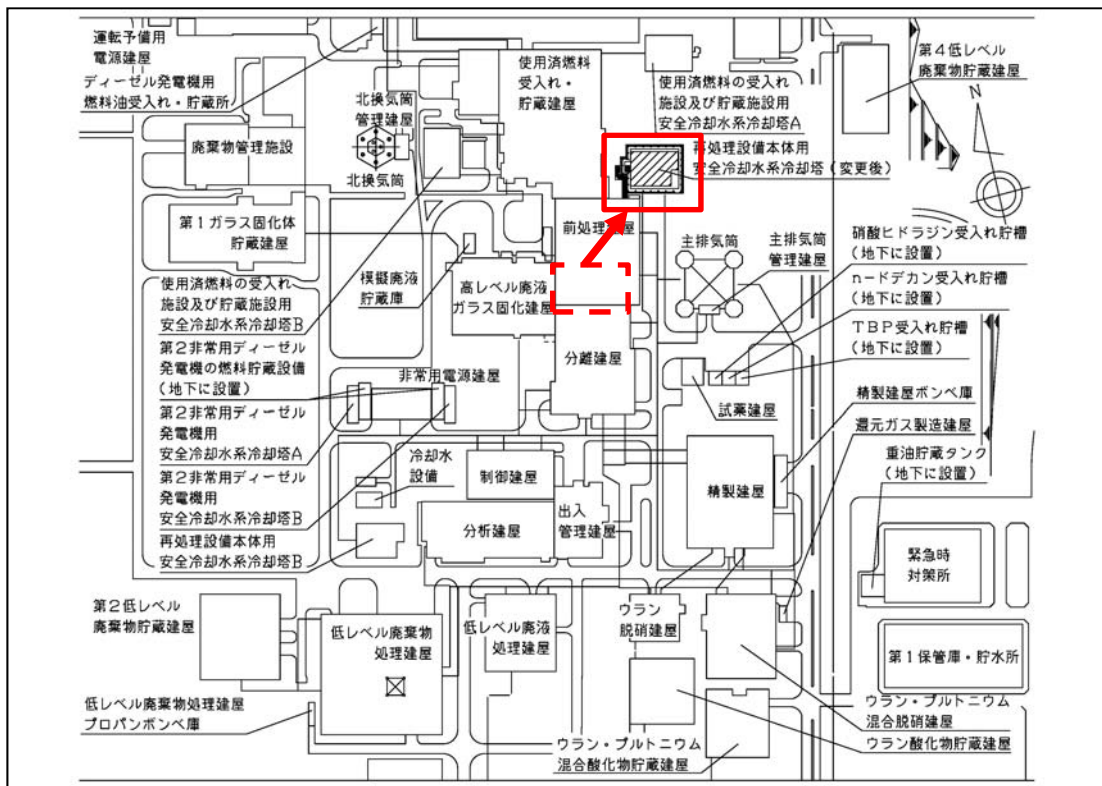 運転予備用
電源建屋
ディーゼル発電機用
燃料油受入れ・貯蔵所
北換気筒
管理建屋
使用済燃料
受入れ・
貯蔵建屋
使用済燃料の受入れ
施設及び貯蔵施設用
安全冷却水系冷却塔A
第4低レベル
廃棄物貯蔵建屋
N
廃棄物管理施設
北換気筒
再処理設備本体用
安全冷却水系冷却塔(変更後)
第1ガラス固化体
貯蔵建屋
模擬廃液
貯蔵庫
前処理建屋
主排気筒
主排気筒
管理建屋
硝酸ヒドラジン受入れ貯槽
(地下に設置)
n-ドデカン受入れ貯槽
(地下に設置)
TBP受入れ貯槽
(地下に設置)
使用済燃料の受入れ
施設及び貯蔵施設用
安全冷却水系冷却塔B
高レベル廃液
ガラス固化建屋
分離建屋
第2非常用ディーゼル
発電機の燃料貯蔵設備
(地下に設置)
非常用電源建屋
試薬建屋
精製建屋ボンベ庫
還元ガス製造建屋
重油貯蔵タンク
(地下に設置)
第2非常用ディーゼル
発電機用
安全冷却水系冷却塔A
第2非常用ディーゼル
発電機用
安全冷却水系冷却塔B
冷却水
設備
制御建屋
精製建屋
再処理設備本体用
安全冷却水系冷却塔B
分析建屋
出入
管理建屋
緊急時
対策所
第2低レベル
廃棄物貯蔵建屋
低レベル廃棄物
処理建屋
低レベル廃液
処理建屋
ウラン
脱硝建屋
第1保管庫・貯水所
低レベル廃棄物処理建屋
プロパンボンベ庫
ウラン・プルトニウム
混合脱硝建屋
ウラン酸化物貯蔵建屋
ウラン・プルトニウム
混合酸化物貯蔵建屋